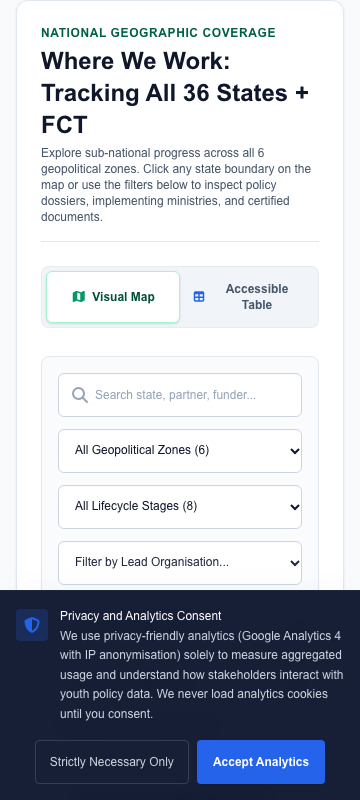 NATIONAL GEOGRAPHIC COVERAGE
Where We Work:
Tracking All 36 States +
FCT
Explore sub-national progress across all 6
geopolitical zones. Click any state boundary on the
map or use the filters below to inspect policy
dossiers, implementing ministries, and certified
documents.
Visual Map
Accessible
Table
Search state, partner, funder...
All Geopolitical Zones (6)
All Lifecycle Stages (8)
Filter by Lead Organisation...
Privacy and Analytics Consent
We use privacy-friendly analytics (Google Analytics 4
with IP anonymisation) solely to measure aggregated
usage and understand how stakeholders interact with
youth policy data. We never load analytics cookies
until you consent.
Strictly Necessary Only
Accept Analytics